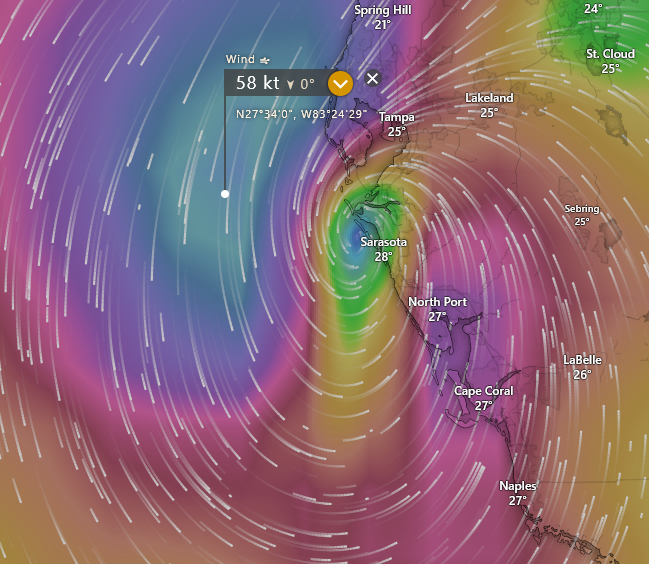 Spring Hill
21°
24°
St. Cloud
25°
Wind
58 kt 0°
N27°34'0", W83°24'29"
Lakeland
25°
Tampa
25°
Sebring
25°
Sarasota
28°
North Port
27°
LaBelle
26°
Cape Coral
27°
Naples
27°